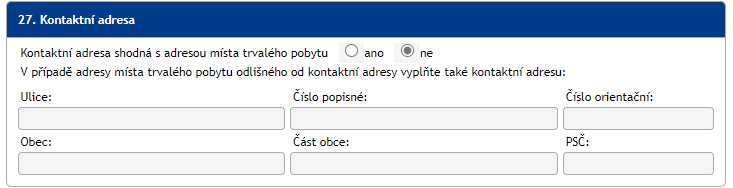 27. Kontaktní adresa
Kontaktní adresa shodná s adresou místa trvalého pobytu ano ne
V případě adresy místa trvalého pobytu odlišného od kontaktní adresy vyplňte také kontaktní adresu:
Ulice: Číslo popisné: Číslo orientační:
Obec: Část obce: PSČ: